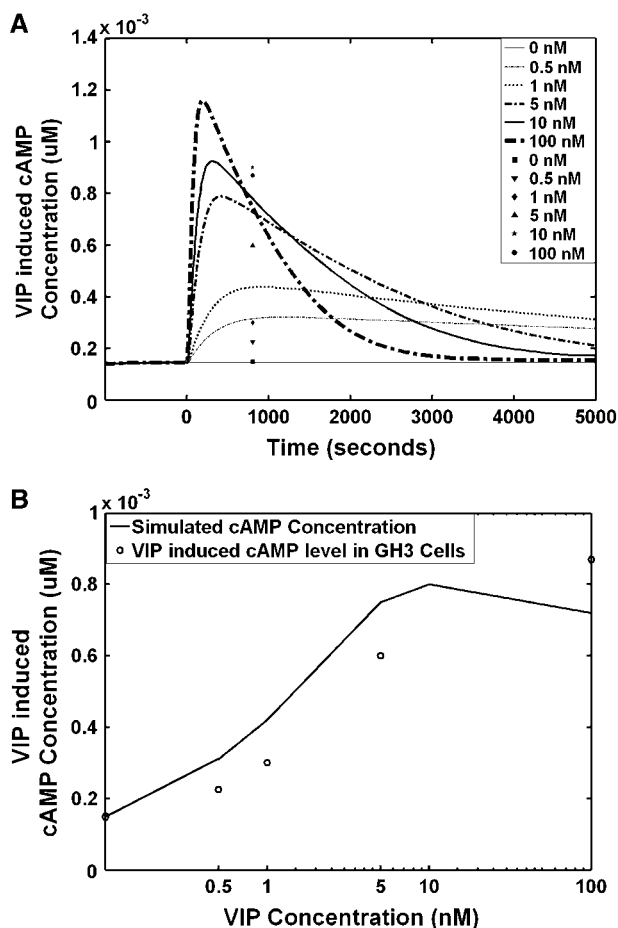 A
x 10-3
1.4
1.2
1
0.8
0.6
0.4
0.2
0
VIP induced cAMP
Concentration (uM)
0 nM
0.5 nM
1 nM
5 nM
10 nM
100 nM
0 nM
0.5 nM
1 nM
5 nM
10 nM
100 nM
0 1000 2000 3000 4000 5000
Time (seconds)
B
x 10-3
1
0.8
0.6
0.4
0.2
0
VIP induced
cAMP Concentration (uM)
Simulated cAMP Concentration
VIP induced cAMP level in GH3 Cells
0.5 1 5 10 100
VIP Concentration (nM)